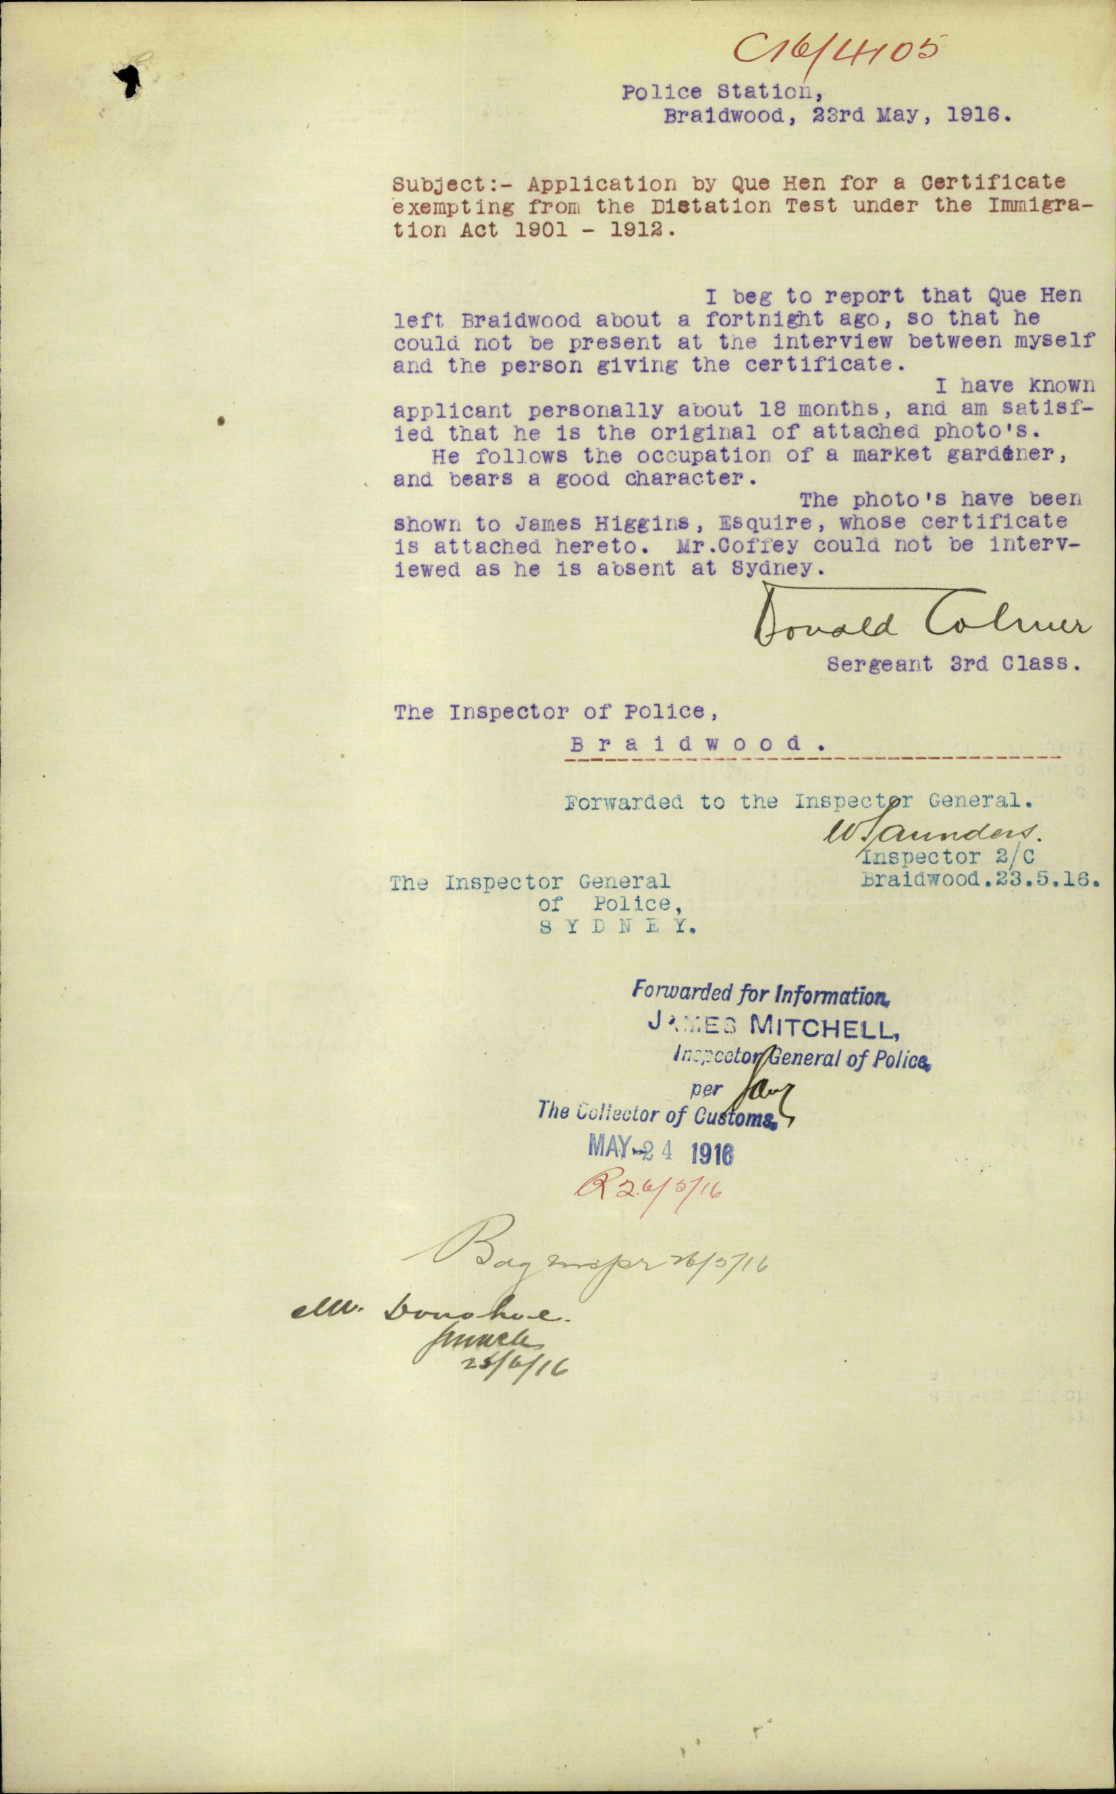 C16/4105
Police Station,
Braidwood, 23rd May, 1916.
Subject:- Application by Que Hen for a Certificate
exempting from the Distation Test under the Immigra-
tion Act 1901 - 1912.
I beg to report that Que Hen
left Braidwood about a fortnight ago, so that he
could not be present at the interview between myself
and the person giving the certificate.
I have known
applicant personally about 18 months, and am satisf-
ied that he is the original of attached photo's.
He follows the occupation of a market gardener,
and bears a good character.
The photo's have been
shown to James Higgins, Esquire, whose certificate
is attached hereto. Mr.Coffey could not be interv-
iewed as he is absent at Sydney.
Donald Colmer
Sergeant 3rd Class.
The Inspector of Police,
Braidwood.
Forwarded to the Inspector General.
W. Saunders.
Inspector 2/C
Braidwood.23.5.16.
The Inspector General
of Police,
SYDNEY.
Forwarded for Information,
JAMES MITCHELL,
Inspector General of Police,
per
The Collector of Customs,
MAY 24 1916
R 26/5/16
26/5/16
Mr. Donohoe.
/6/16